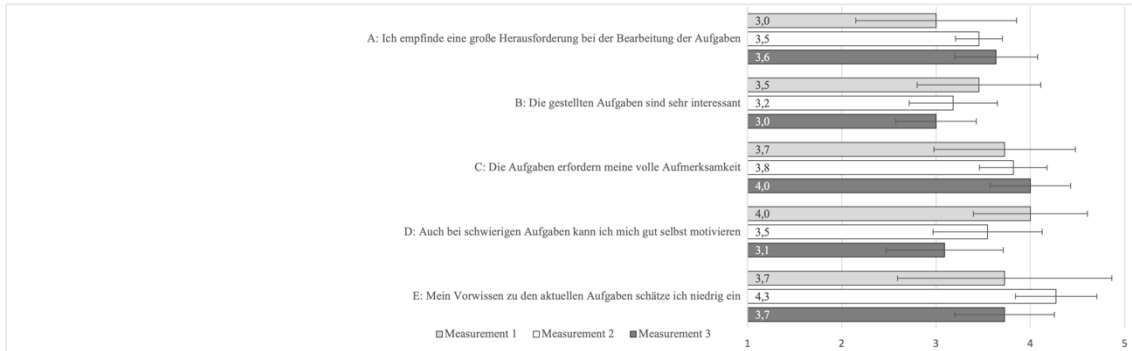 3,0
A: Ich empfinde eine große Herausforderung bei der Bearbeitung der Aufgaben
3,5
3,6
3,5
B: Die gestellten Aufgaben sind sehr interessant
3,2
3,0
3,7
C: Die Aufgaben erfordern meine volle Aufmerksamkeit
3,8
4,0
4,0
D: Auch bei schwierigen Aufgaben kann ich mich gut selbst motivieren
3,5
3,1
3,7
E: Mein Vorwissen zu den aktuellen Aufgaben schätze ich niedrig ein
4,3
3,7
Measurement 1 Measurement 2 Measurement 3
1 2 3 4 5